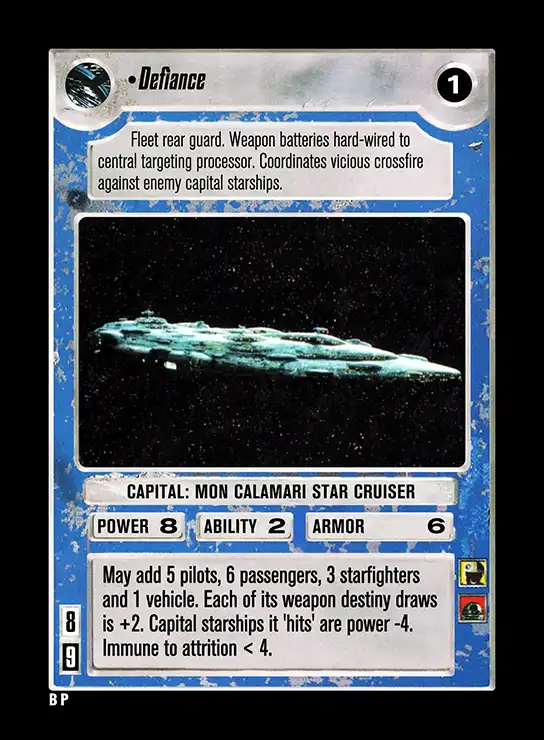 •Defiance
1
Fleet rear guard. Weapon batteries hard-wired to
central targeting processor. Coordinates vicious crossfire
against enemy capital starships.
CAPITAL: MON CALAMARI STAR CRUISER
POWER 8 ABILITY 2 ARMOR 6
May add 5 pilots, 6 passengers, 3 starfighters
and 1 vehicle. Each of its weapon destiny draws
is +2. Capital starships it 'hits' are power -4.
Immune to attrition < 4.
8
9
B P